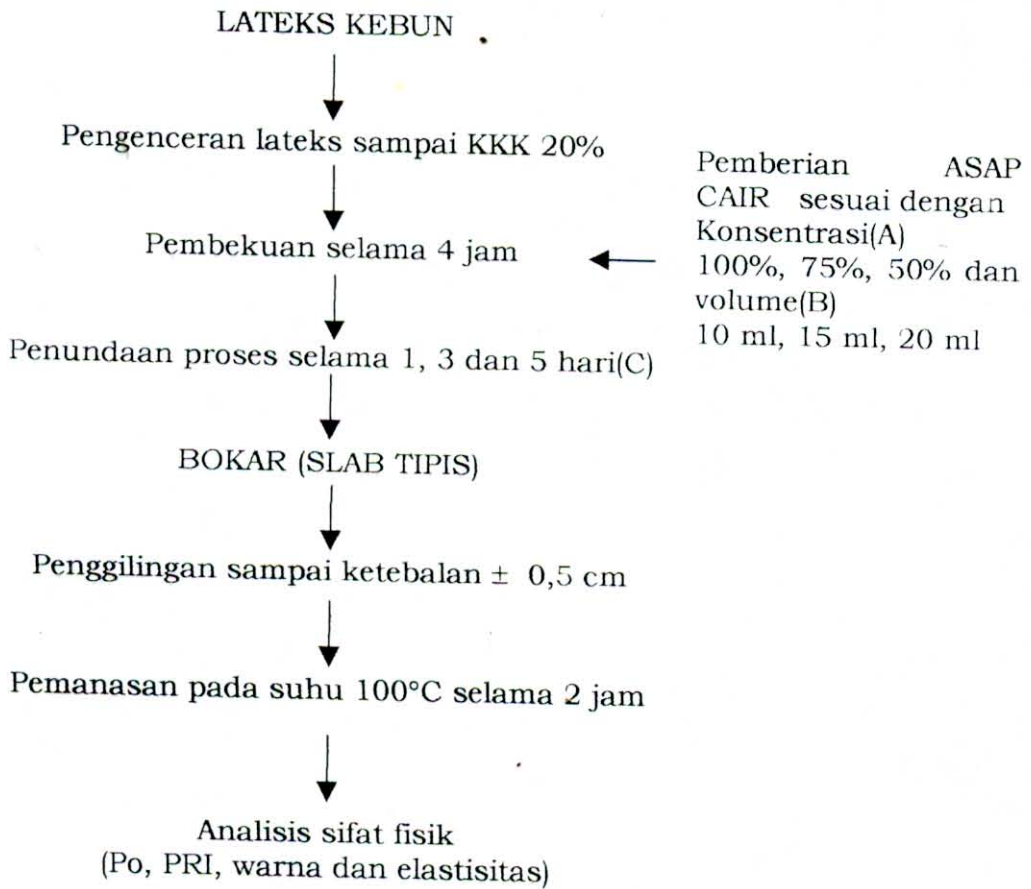 LATEKS KEBUN
Pengenceran lateks sampai KKK 20%
Pembekuan selama 4 jam
Pemberian ASAP
CAIR sesuai dengan
Konsentrasi(A)
100%, 75%, 50% dan
volume(B)
10 ml, 15 ml, 20 ml
Penundaan proses selama 1, 3 dan 5 hari(C)
BOKAR (SLAB TIPIS)
Penggilingan sampai ketebalan ± 0,5 cm
Pemanasan pada suhu 100°C selama 2 jam
Analisis sifat fisik
(Po, PRI, warna dan elastisitas)